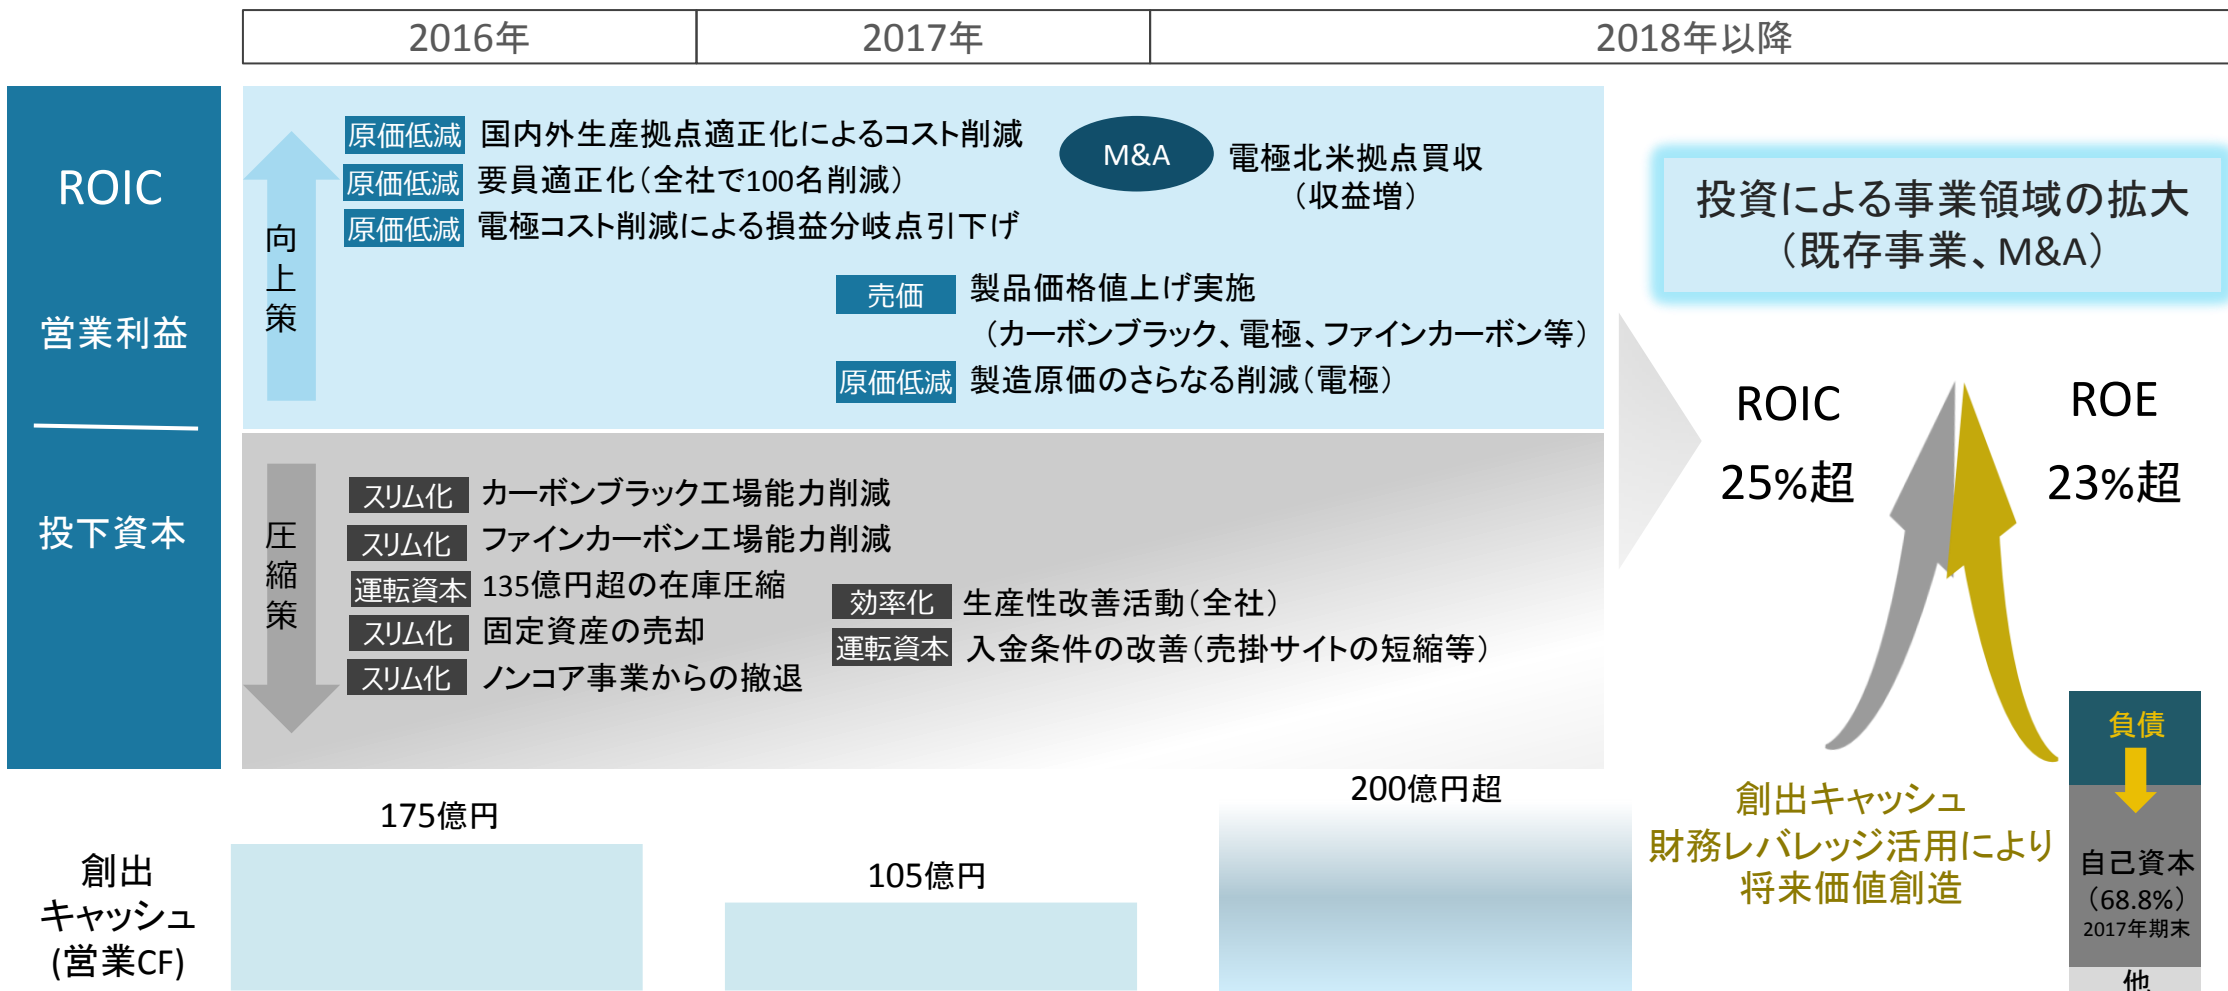 2016年
2017年
2018年以降
ROIC
営業利益
投下資本
向上策
原価低減 国内外生産拠点適正化によるコスト削減
原価低減 要員適正化（全社で100名削減）
原価低減 電極コスト削減による損益分岐点引下げ
M&A 電極北米拠点買収
（収益増）
売価 製品価格値上げ実施
（カーボンブラック、電極、ファインカーボン等）
原価低減 製造原価のさらなる削減（電極）
圧縮策
スリム化 カーボンブラック工場能力削減
スリム化 ファインカーボン工場能力削減
運転資本 135億円超の在庫圧縮
スリム化 固定資産の売却
スリム化 ノンコア事業からの撤退
効率化 生産性改善活動（全社）
運転資本 入金条件の改善（売掛サイトの短縮等）
投資による事業領域の拡大
（既存事業、M&A）
ROIC
25%超
ROE
23%超
創出キャッシュ
財務レバレッジ活用により
将来価値創造
負債
自己資本
（68.8%）
2017年期末
他
創出
キャッシュ
(営業CF)
175億円
105億円
200億円超